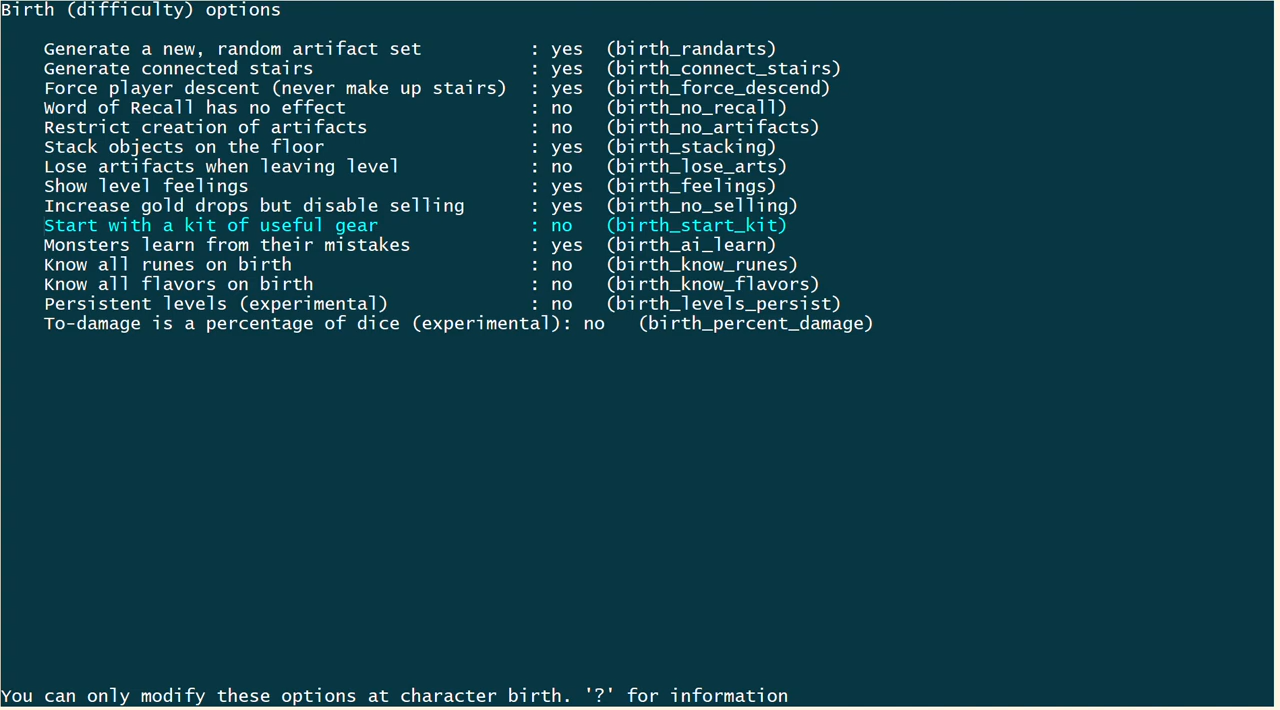 Birth (difficulty) options
Generate a new, random artifact set : yes (birth_randarts)
Generate connected stairs : yes (birth_connect_stairs)
Force player descent (never make up stairs) : yes (birth_force_descend)
Word of Recall has no effect : no (birth_no_recall)
Restrict creation of artifacts : no (birth_no_artifacts)
Stack objects on the floor : yes (birth_stacking)
Lose artifacts when leaving level : no (birth_lose_arts)
Show level feelings : yes (birth_feelings)
Increase gold drops but disable selling : yes (birth_no_selling)
Start with a kit of useful gear : no (birth_start_kit)
Monsters learn from their mistakes : yes (birth_ai_learn)
Know all runes on birth : no (birth_know_runes)
Know all flavors on birth : no (birth_know_flavors)
Persistent levels (experimental) : no (birth_levels_persist)
To-damage is a percentage of dice (experimental): no (birth_percent_damage)
You can only modify these options at character birth. '?' for information